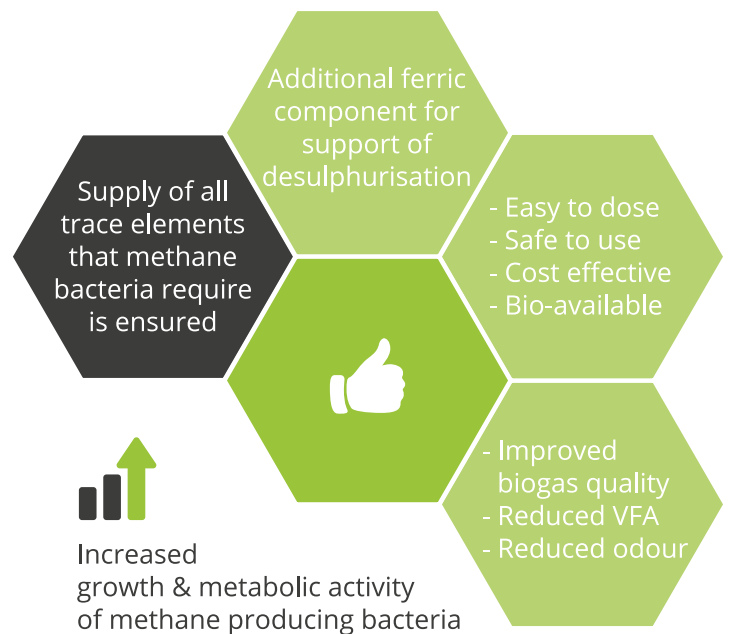 Additional ferric
component for
support of
desulphurisation
Supply of all
trace elements
that methane
bacteria require
is ensured
- Easy to dose
- Safe to use
- Cost effective
- Bio-available
- Improved
biogas quality
- Reduced VFA
- Reduced odour
Increased
growth & metabolic activity
of methane producing bacteria